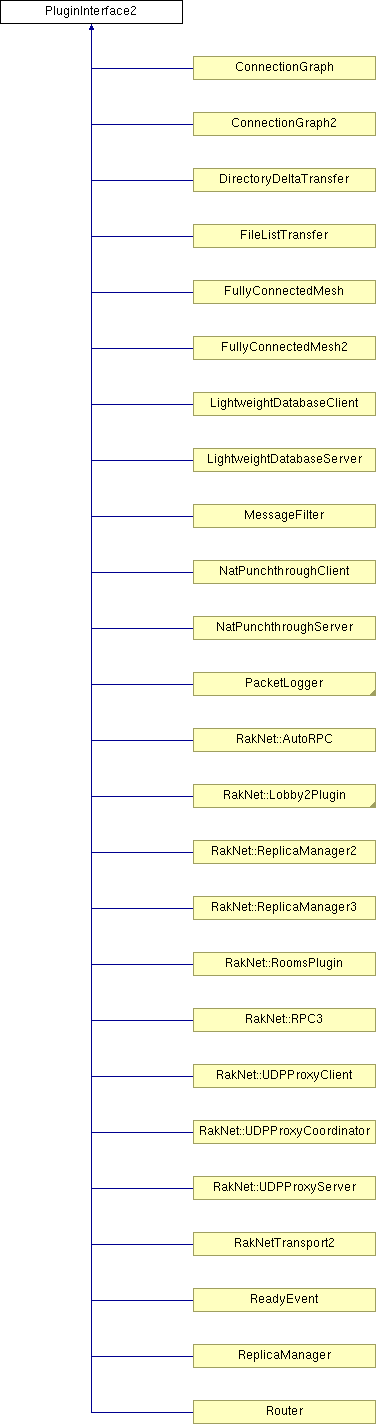 PluginInterface2
ConnectionGraph
ConnectionGraph2
DirectoryDeltaTransfer
FileListTransfer
FullyConnectedMesh
FullyConnectedMesh2
LightweightDatabaseClient
LightweightDatabaseServer
MessageFilter
NatPunchthroughClient
NatPunchthroughServer
PacketLogger
RakNet::AutoRPC
RakNet::Lobby2Plugin
RakNet::ReplicaManager2
RakNet::ReplicaManager3
RakNet::RoomsPlugin
RakNet::RPC3
RakNet::UDPProxyClient
RakNet::UDPProxyCoordinator
RakNet::UDPProxyServer
RakNetTransport2
ReadyEvent
ReplicaManager
Router